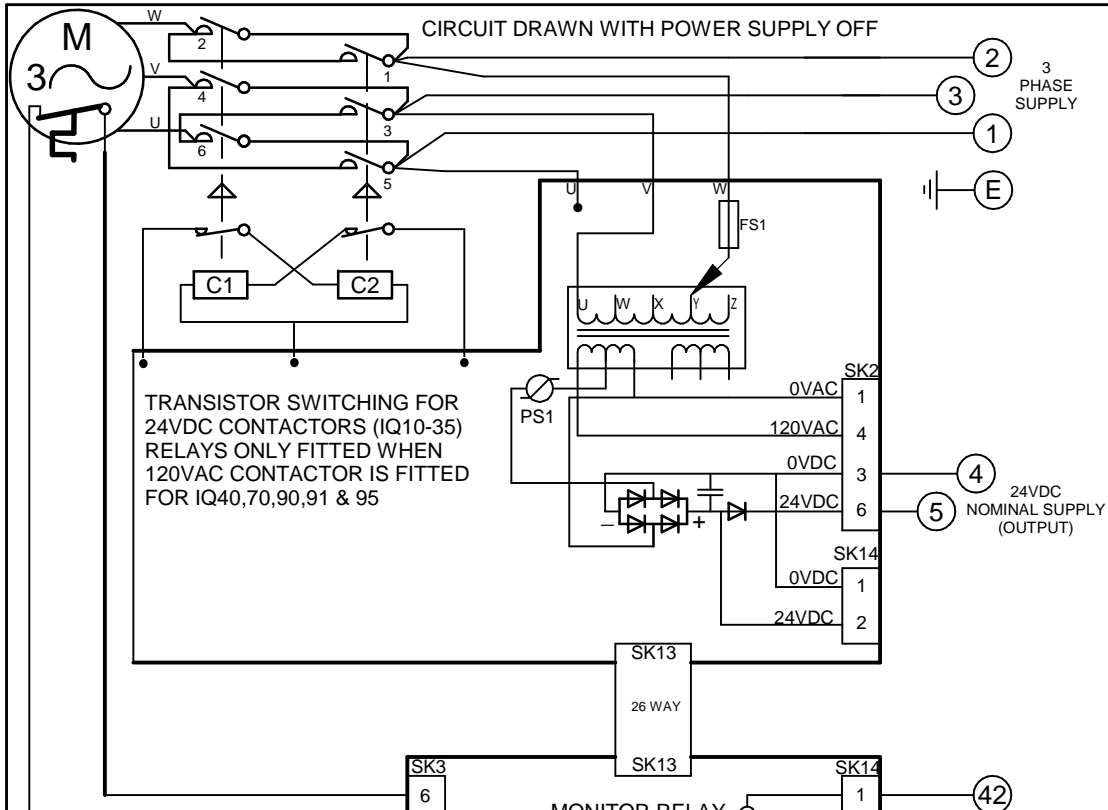 CIRCUIT DRAWN WITH POWER SUPPLY OFF
M
3
W
V
U
2
4
6
1
3
5
2
3
1
3
PHASE
SUPPLY
E
U
V
W
FS1
C1
C2
U
W
X
Y
Z
TRANSISTOR SWITCHING FOR
24VDC CONTACTORS (IQ10-35)
RELAYS ONLY FITTED WHEN
120VAC CONTACTOR IS FITTED
FOR IQ40,70,90,91 & 95
PS1
SK2
0VAC
1
120VAC
4
0VDC
3
4
24VDC
6
5
24VDC
NOMINAL SUPPLY
(OUTPUT)
–
+
SK14
0VDC
1
24VDC
2
SK13
26 WAY
SK13
SK3
6
MONITOR RELAY
SK14
1
42